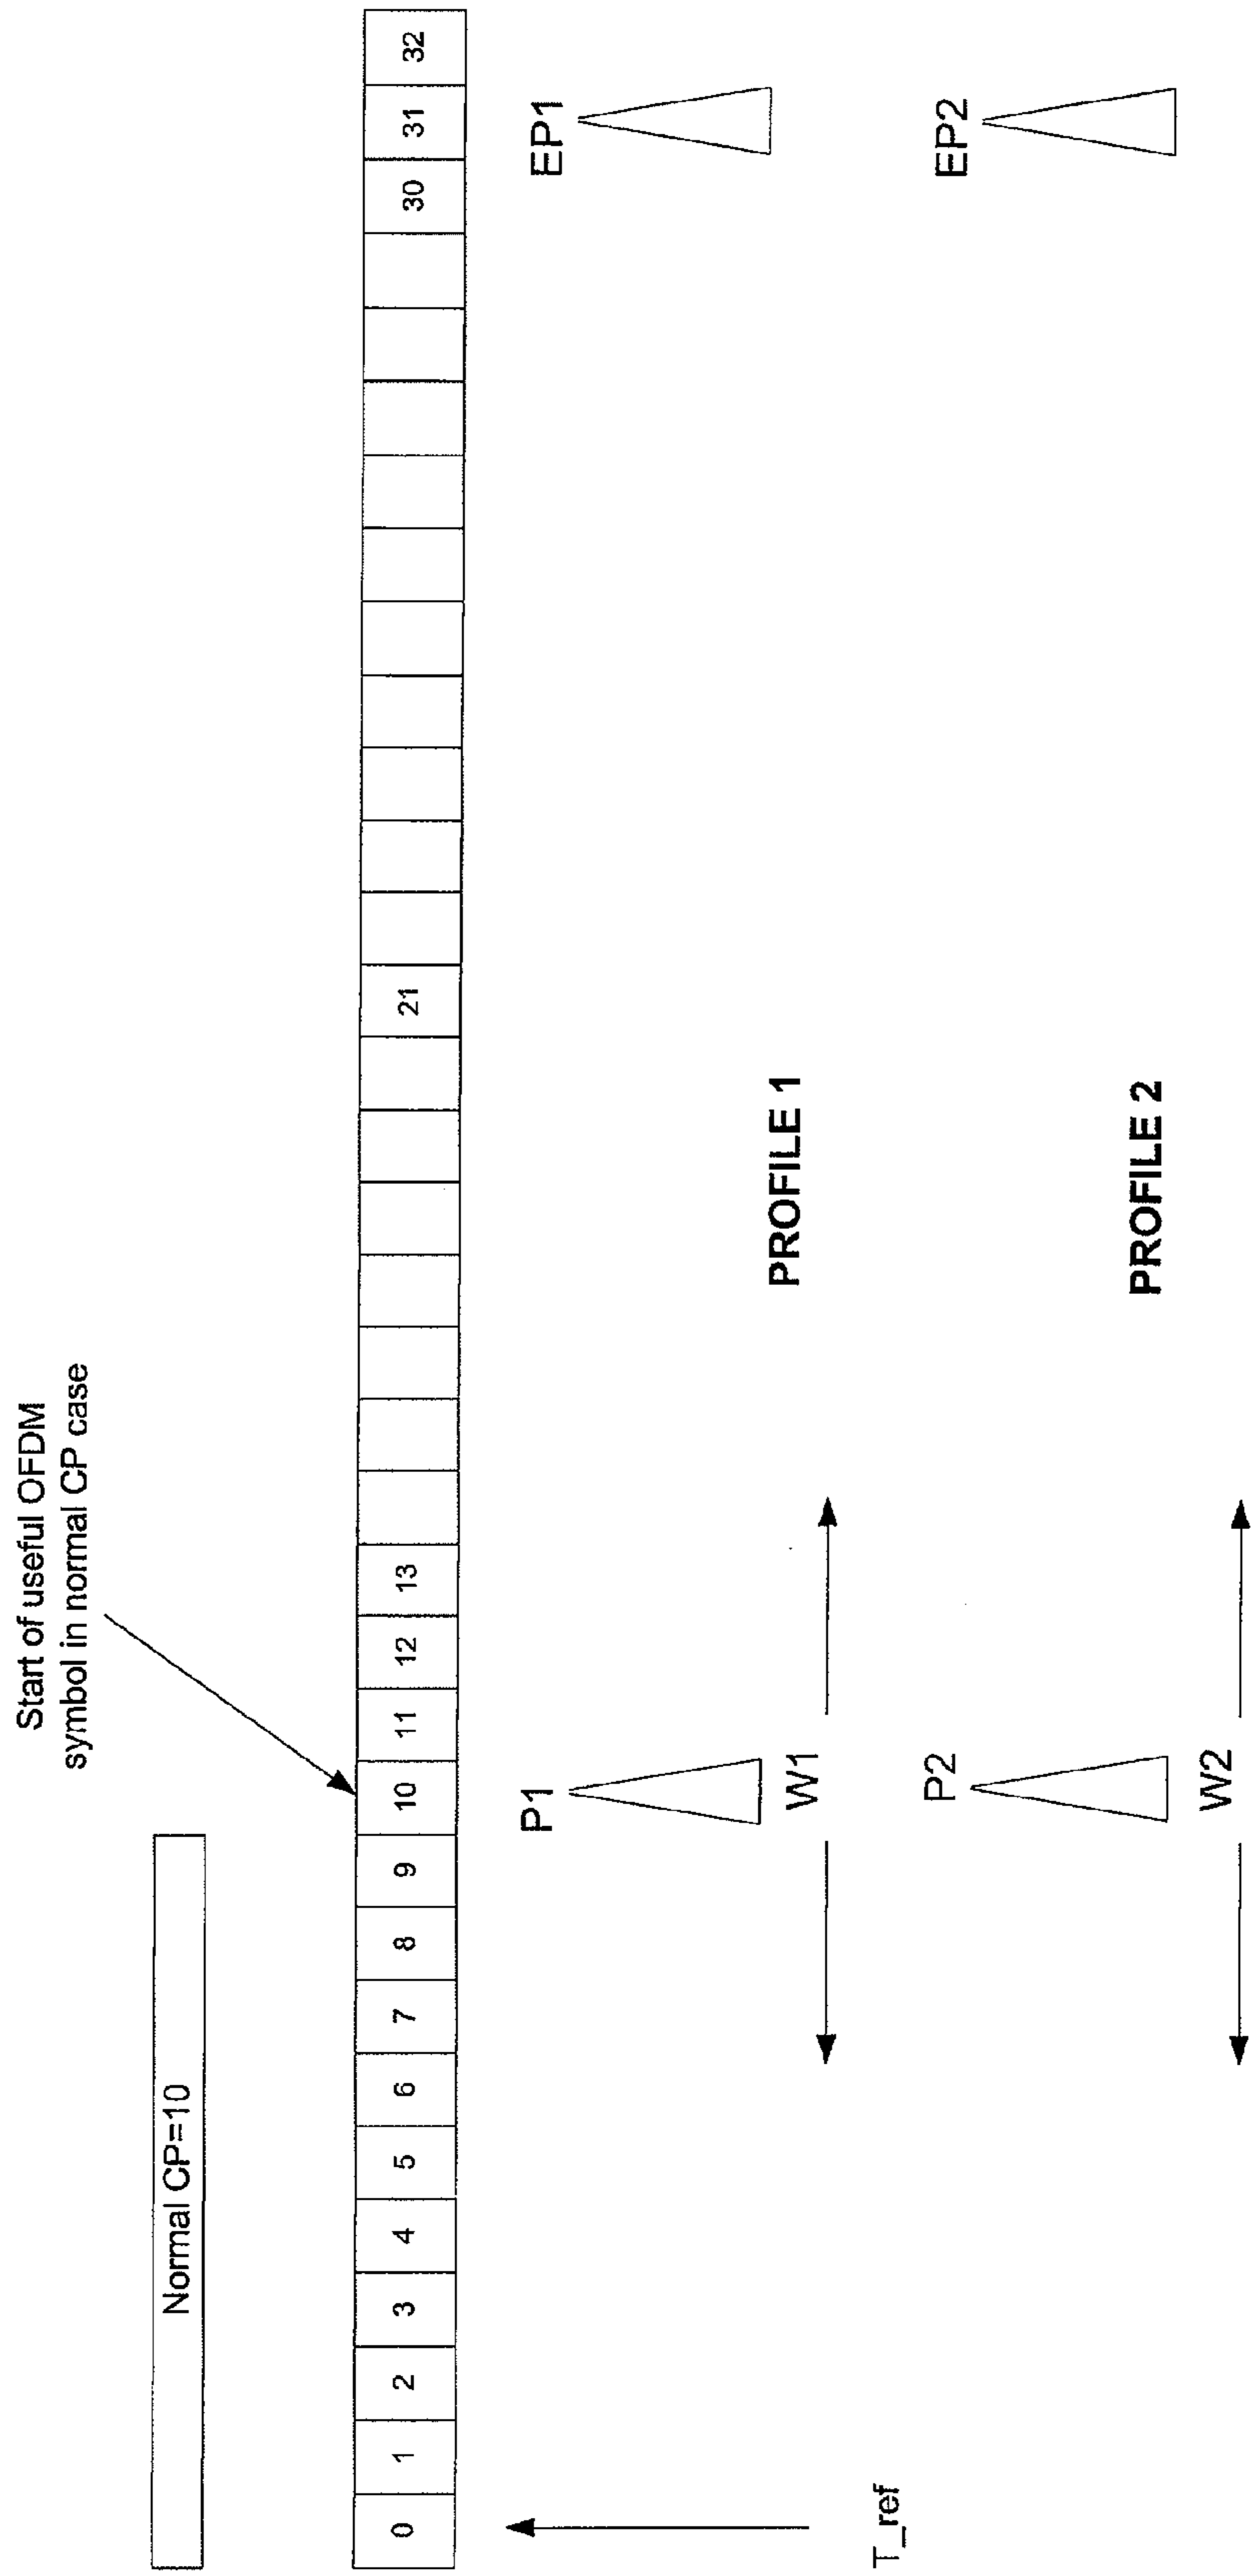 Start of useful OFDM
symbol in normal CP case
Normal CP=10
0 1 2 3 4 5 6 7 8 9 10 11 12 13 21 30 31 32
T_ref
P1
EP1
W1
PROFILE 1
P2
EP2
W2
PROFILE 2